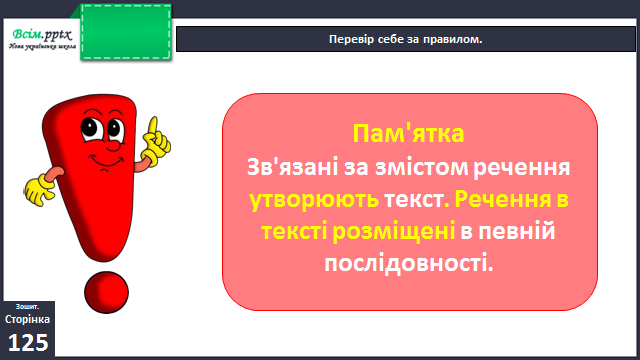 Всім.pptx
Нова українська школа
Перевір себе за правилом.
Пам'ятка
Зв'язані за змістом речення
утворюють текст. Речення в
тексті розміщені в певній
послідовності.
Зошит.
Сторінка
125